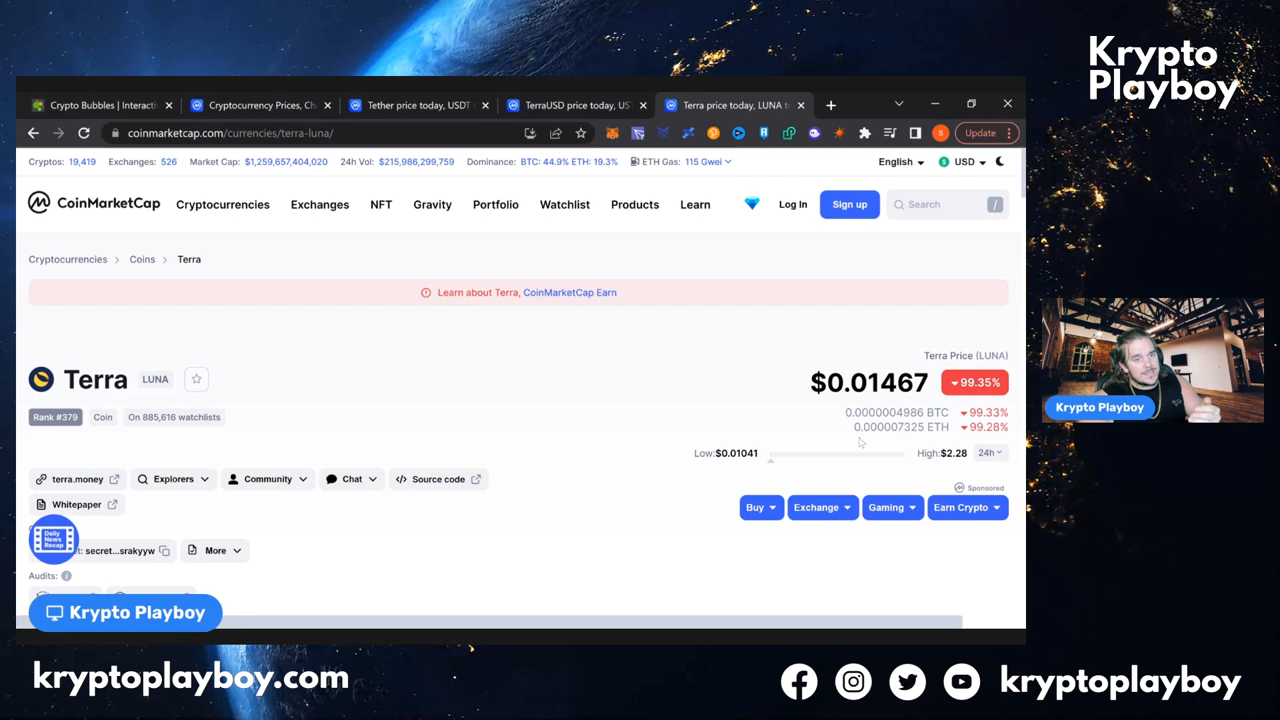 Krypto
Playboy
Crypto Bubbles | Interacti
Cryptocurrency Prices, Ch
Tether price today, USDT
TerraUSD price today, US
Terra price today, LUNA to
coinmarketcap.com/currencies/terra-luna/
Update
Cryptos: 19,419 Exchanges: 526 Market Cap: $1,259,657,404,020 24h Vol: $215,986,299,759 Dominance: BTC: 44.9% ETH: 19.3% ETH Gas: 115 Gwei English USD
CoinMarketCap Cryptocurrencies Exchanges NFT Gravity Portfolio Watchlist Products Learn Log In Sign up Search /
Cryptocurrencies > Coins > Terra
Learn about Terra, CoinMarketCap Earn
Terra Price (LUNA)
Terra LUNA
$0.01467 99.35%
Rank #379 Coin On 885,616 watchlists
0.0000004986 BTC 99.33%
0.000007325 ETH 99.28%
Low:$0.01041 High:$2.28 24h
terra.money Explorers Community Chat Source code
Sponsored
Whitepaper
Buy Exchange Gaming Earn Crypto
Daily
News
Recap
secret...srakyyw More
Audits:
Krypto Playboy
Krypto Playboy
kryptoplayboy.com
kryptoplayboy